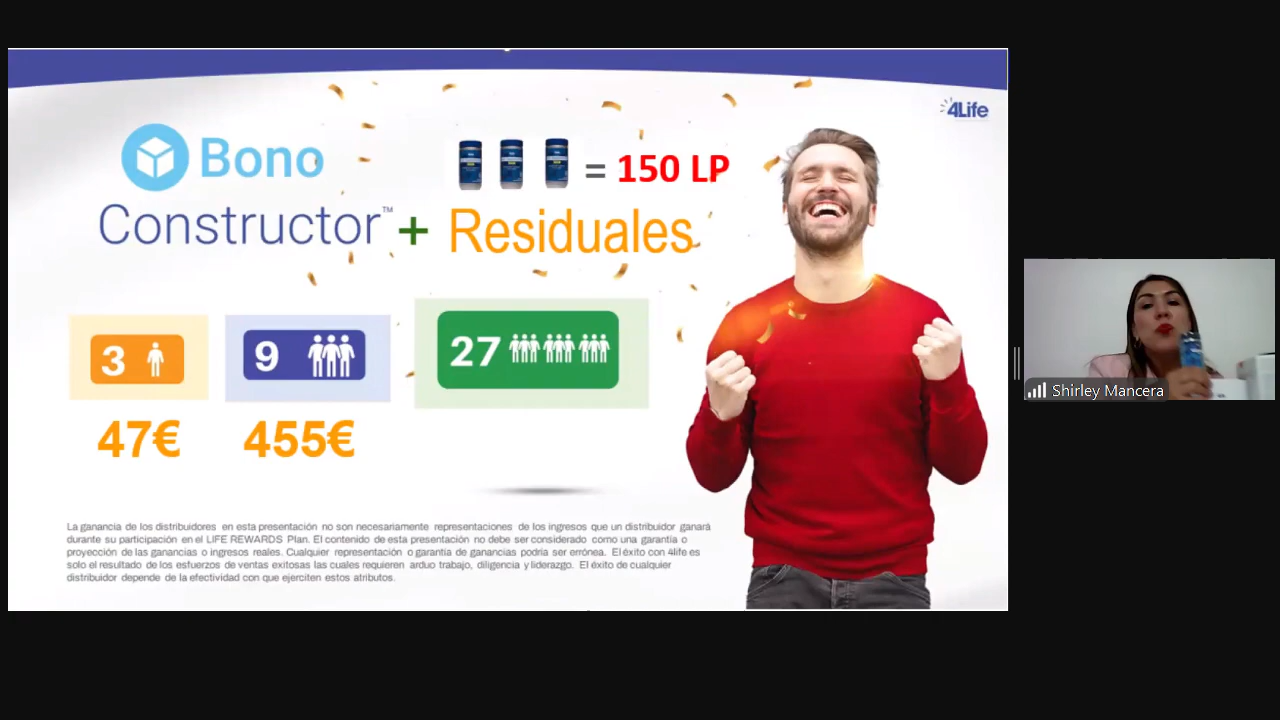 4Life
Bono
Constructor™ + Residuales
= 150 LP
3
9
27
47€
455€
La ganancia de los distribuidores en esta presentación no son necesariamente representaciones de los ingresos que un distribuidor ganará
durante su participación en el LIFE REWARDS Plan. El contenido de esta presentación no debe ser considerado como una garantía o
proyección de las ganancias o ingresos reales. Cualquier representación o garantía de ganancias podría ser errónea. El éxito con 4life es
solo el resultado de los esfuerzos de ventas exitosas las cuales requieren arduo trabajo, diligencia y liderazgo. El éxito de cualquier
distribuidor depende de la efectividad con que ejerciten estos atributos.
Shirley Mancera